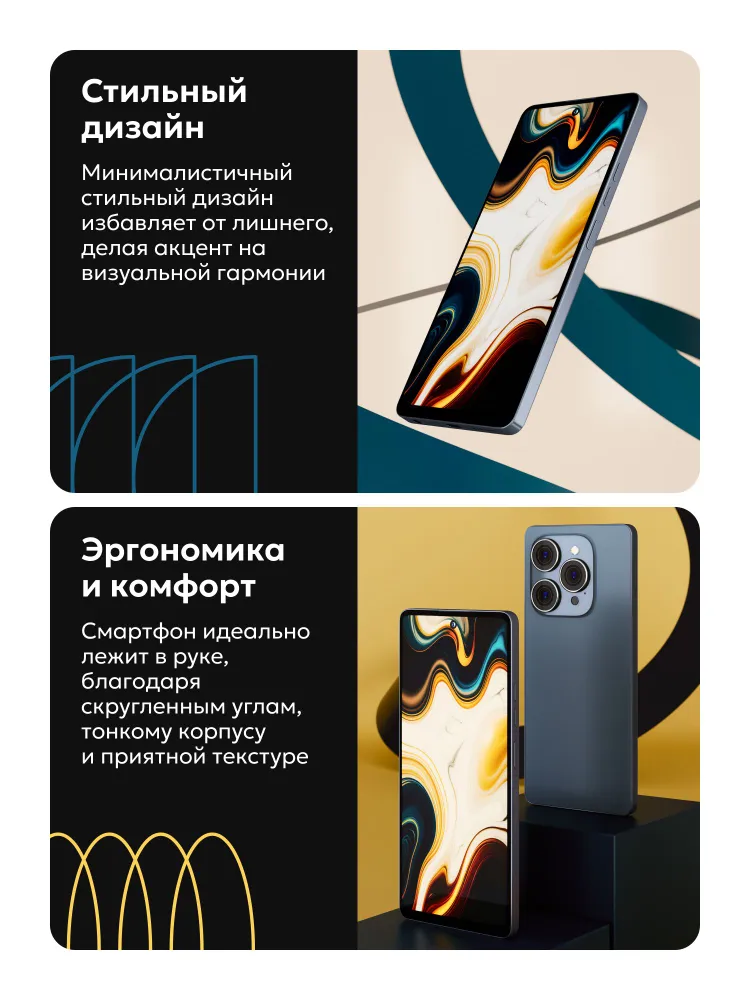 Стильный
дизайн
Минималистичный
стильный дизайн
избавляет от лишнего,
делая акцент на
визуальной гармонии
Эргономика
и комфорт
Смартфон идеально
лежит в руке,
благодаря
скругленным углам,
тонкому корпусу
и приятной текстуре